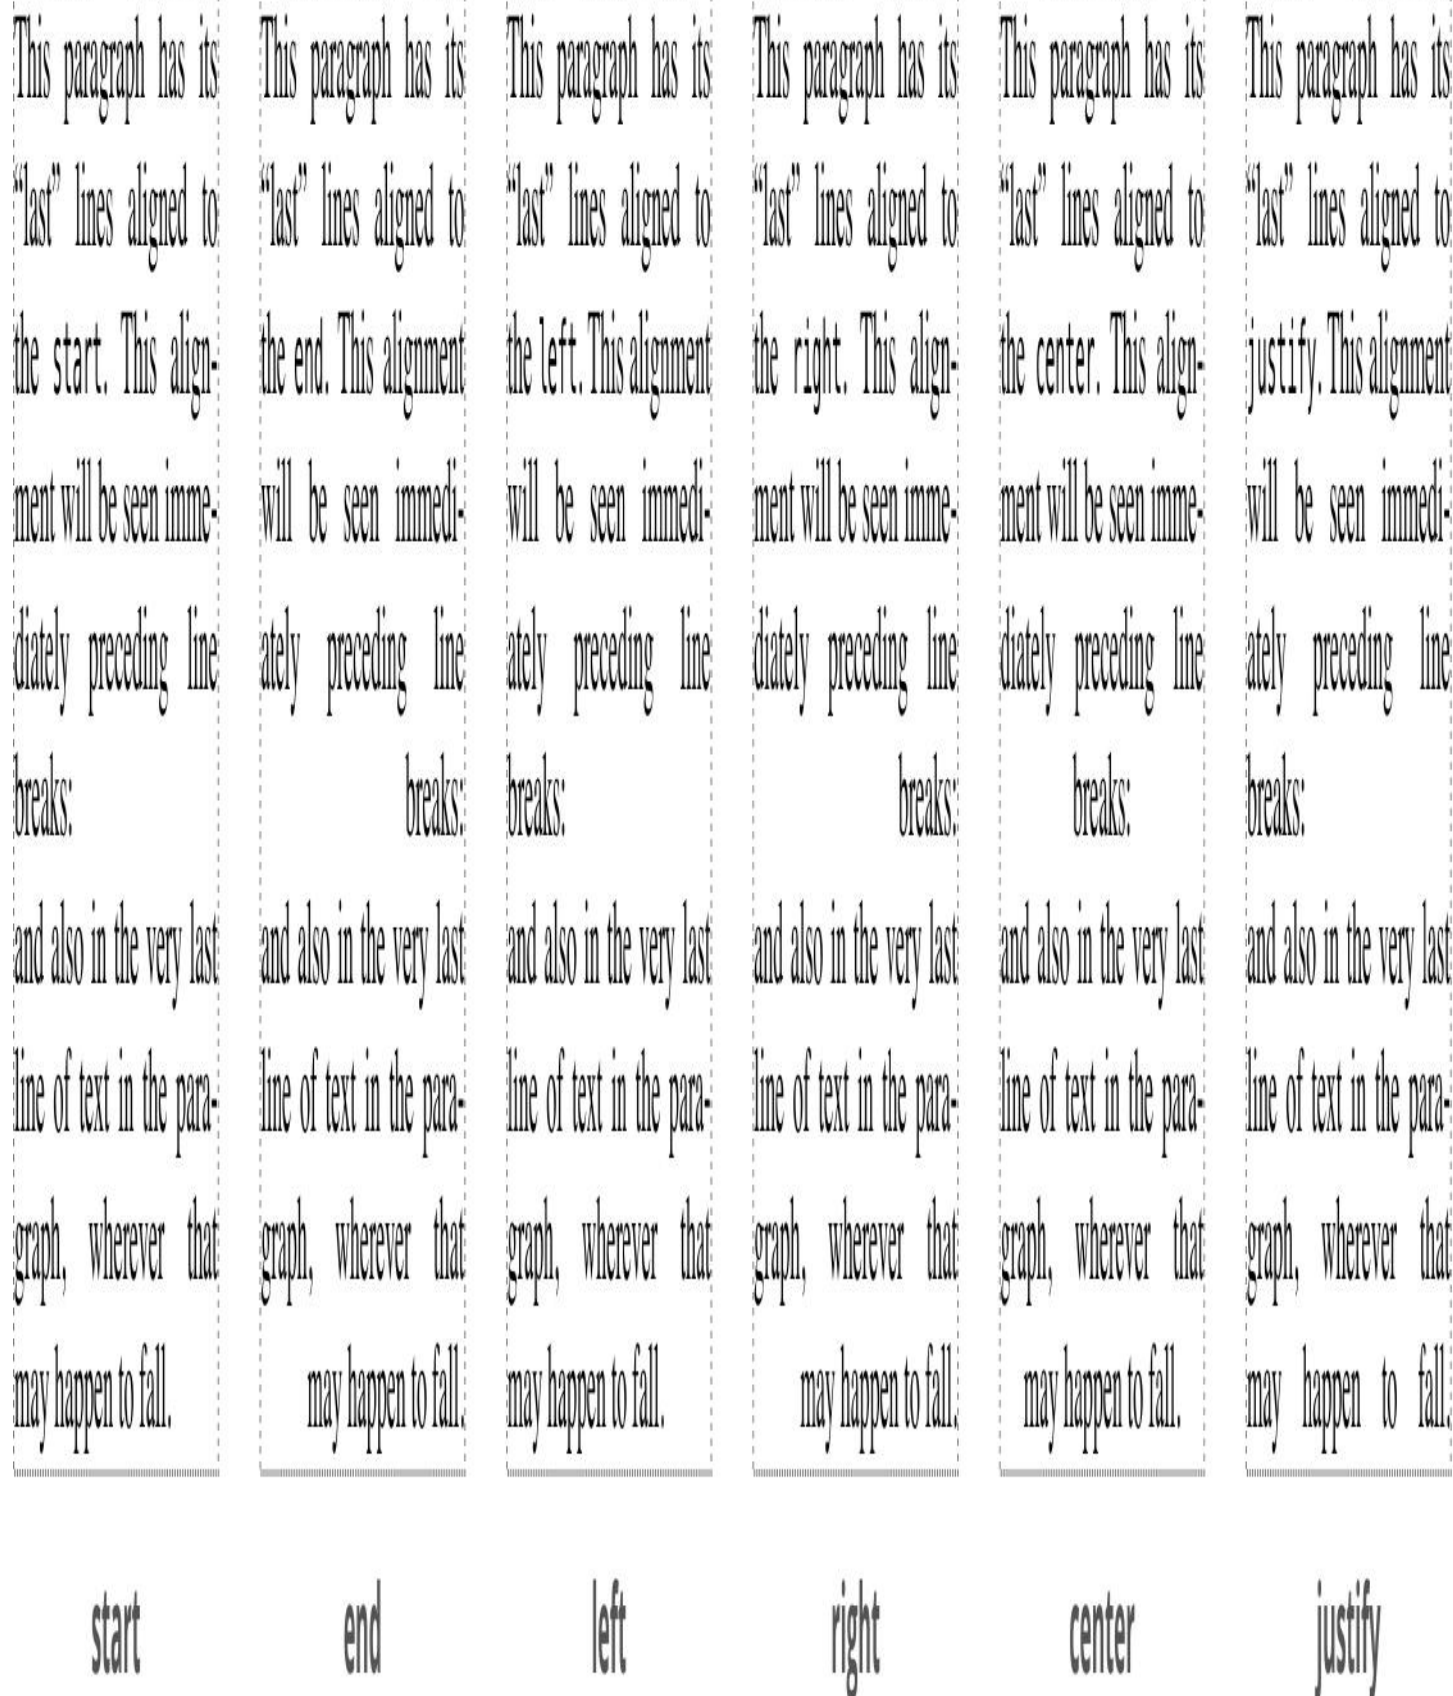 This paragraph has its
“last” lines aligned to
the start. This align-
ment will be seen imme-
diately preceding line
breaks:
and also in the very last
line of text in the para-
graph, wherever that
may happen to fall.
start
This paragraph has its
“last” lines aligned to
the end. This alignment
will be seen immedi-
ately preceding line
breaks:
and also in the very last
line of text in the para-
graph, wherever that
may happen to fall.
end
This paragraph has its
“last” lines aligned to
the left. This alignment
will be seen immedi-
ately preceding line
breaks:
and also in the very last
line of text in the para-
graph, wherever that
may happen to fall.
left
This paragraph has its
“last” lines aligned to
the right. This align-
ment will be seen imme-
diately preceding line
breaks:
and also in the very last
line of text in the para-
graph, wherever that
may happen to fall.
right
This paragraph has its
“last” lines aligned to
the center. This align-
ment will be seen imme-
diately preceding line
breaks:
and also in the very last
line of text in the para-
graph, wherever that
may happen to fall.
center
This paragraph has its
“last” lines aligned to
justify. This alignment
will be seen immedi-
ately preceding line
breaks:
and also in the very last
line of text in the para-
graph, wherever that
may happen to fall.
justify